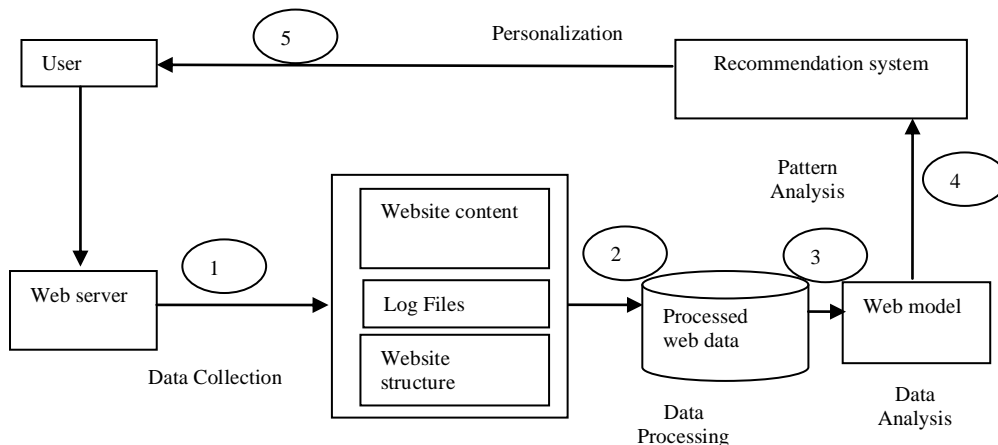 5
Personalization
User
Recommendation system
Pattern
Analysis
4
Website content
1
2
3
Web server
Log Files
Processed
web data
Web model
Website
structure
Data Collection
Data
Processing
Data
Analysis